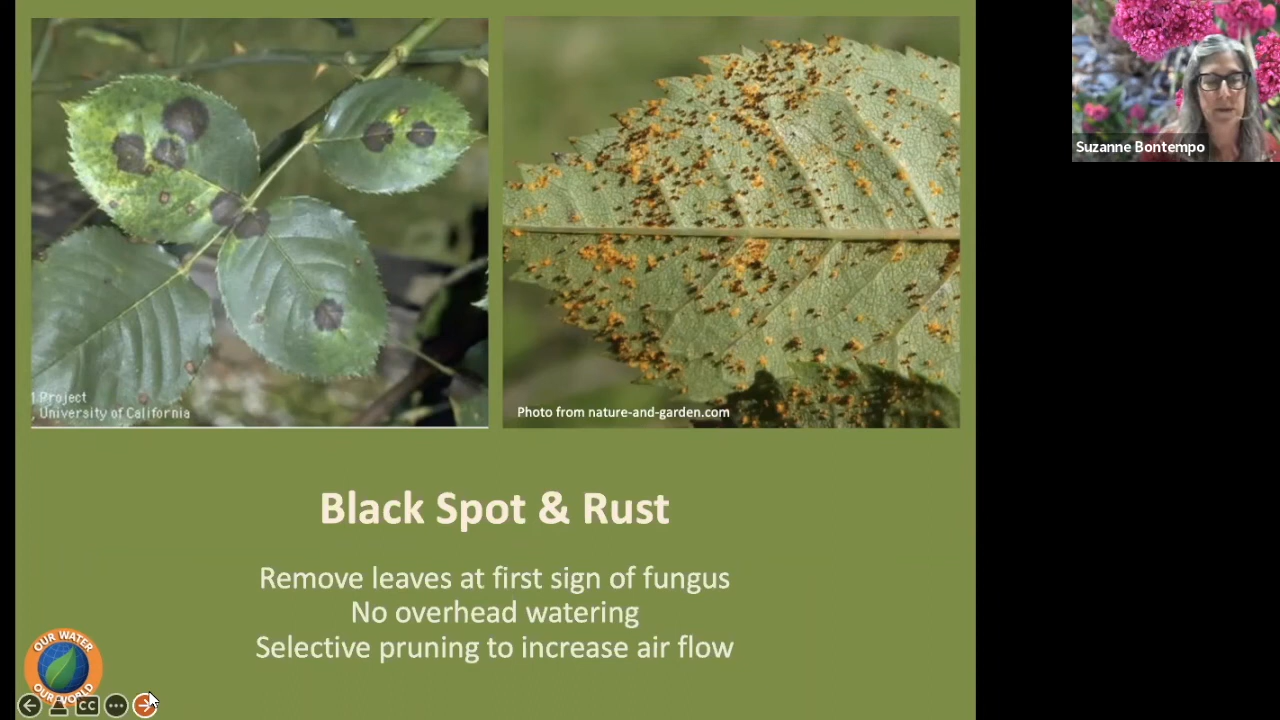 1 Project
, University of California
Photo from nature-and-garden.com
Suzanne Bontempo
Black Spot & Rust
Remove leaves at first sign of fungus
No overhead watering
Selective pruning to increase air flow
OUR WATER
OUR WORLD
CC